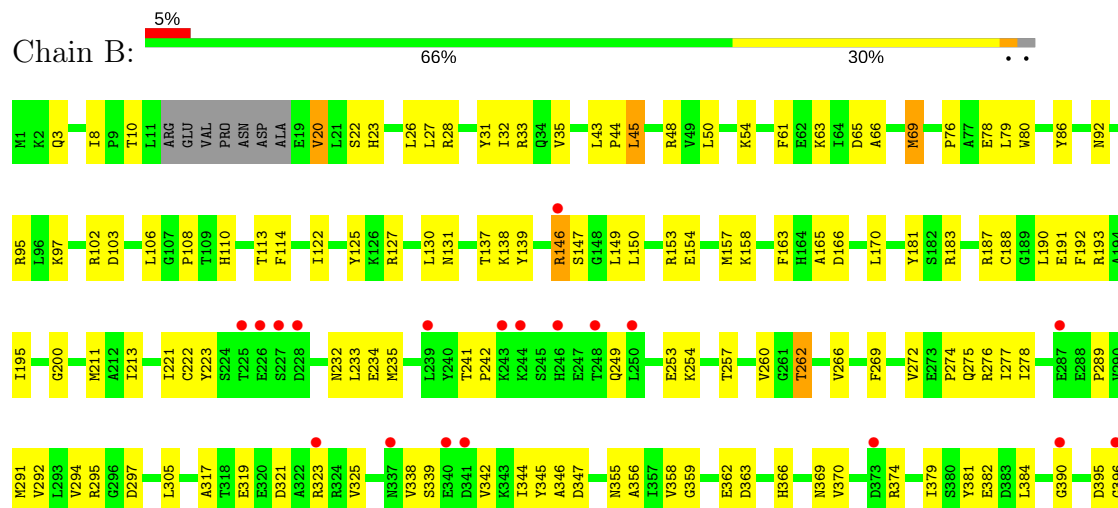 5%
Chain B:
66% 30% • •
M1 K2 Q3 I8 P9 T10 L11 ARG GLU VAL PRO ASN ASP ALA E19 V20 L21 S22 H23 L26 L27 R28 Y31 I32 R33 Q34 V35 L43 P44 L45 R48 V49 L50 K54 F61 E62 K63 I64 D65 A66 M69 P76 A77 E78 L79 W80 Y86 N92
R95 L96 K97 R102 D103 L106 G107 P108 T109 H110 T113 F114 I122 Y125 K126 R127 L130 N131 T137 K138 Y139 R146 S147 G148 L149 L150 R153 E154 M157 K158 F163 H164 A165 D166 L170 Y181 S182 R183 R187 C188 G189 L190 E191 F192 R193 A194
I195 G200 M211 A212 I213 I221 C222 Y223 S224 T225 E226 S227 D228 N232 L233 E234 M235 L239 Y240 T241 P242 K243 K244 S245 H246 E247 T248 Q249 L250 E253 K254 T257 V260 G261 T262 V266 F269 V272 E273 P274 Q275 R276 I277 I278 E287 E288 P289 V290
M291 V292 L293 V294 R295 G296 D297 L305 A317 T318 E319 E320 D321 A322 R323 R324 V325 N337 V338 S339 E340 D341 V342 K343 I344 Y345 A346 D347 N355 A356 I357 V358 G359 E362 D363 H366 N369 V370 D373 R374 I379 S380 Y381 E382 D383 L384 G390 D395 G396